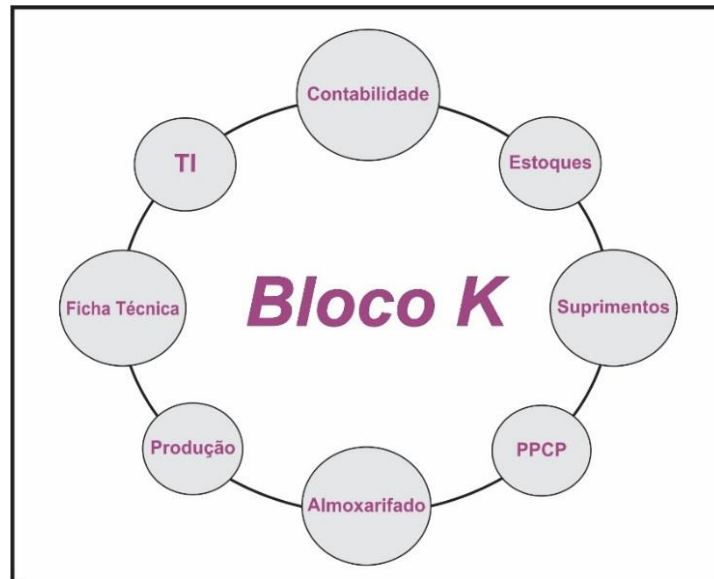 Contabilidade
TI
Estoques
Ficha Técnica
Bloco K
Suprimentos
Produção
PPCP
Almoxarifado